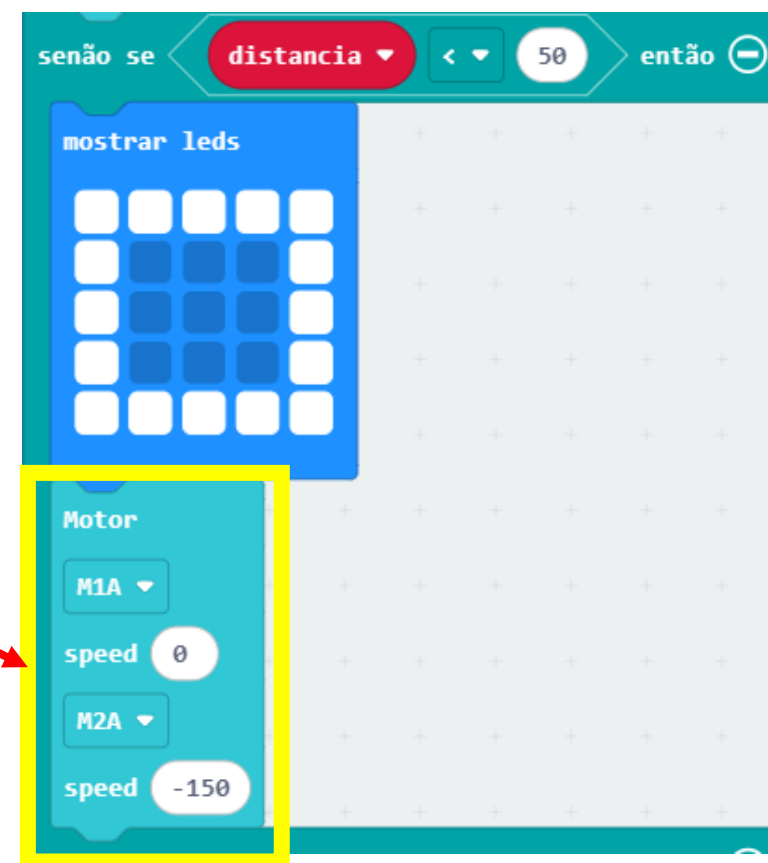 senão se distancia < 50 então
mostrar leds
Motor
M1A
speed 0
M2A
speed -150